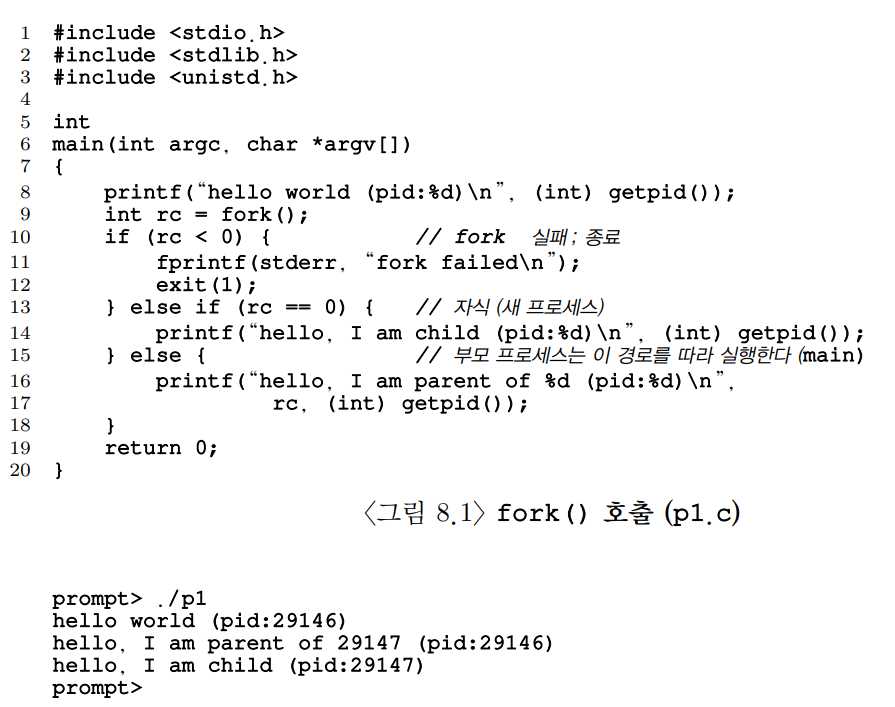 1 #include <stdio.h>
2 #include <stdlib.h>
3 #include <unistd.h>
4
5 int
6 main(int argc, char *argv[])
7 {
8 printf(“hello world (pid:%d)\n”, (int) getpid());
9 int rc = fork();
10 if (rc < 0) { // fork 실패; 종료
11 fprintf(stderr, “fork failed\n”);
12 exit(1);
13 } else if (rc == 0) { // 자식 (새 프로세스)
14 printf(“hello, I am child (pid:%d)\n”, (int) getpid());
15 } else { // 부모 프로세스는 이 경로를 따라 실행한다 (main)
16 printf(“hello, I am parent of %d (pid:%d)\n”,
17 rc, (int) getpid());
18 }
19 return 0;
20 }
〈그림 8.1〉 fork() 호출 (p1.c)
prompt> ./p1
hello world (pid:29146)
hello, I am parent of 29147 (pid:29146)
hello, I am child (pid:29147)
prompt>